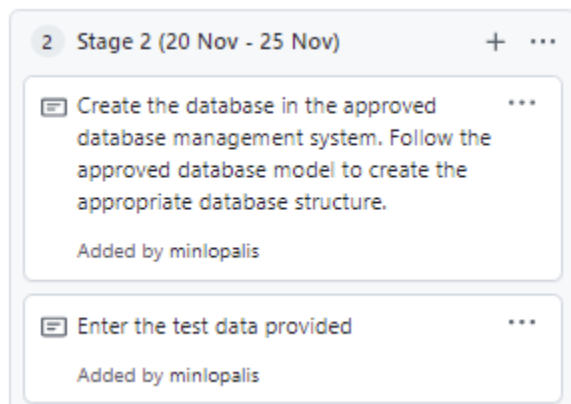 2 Stage 2 (20 Nov - 25 Nov)
Create the database in the approved
database management system. Follow the
approved database model to create the
appropriate database structure.
Added by minlopalis
Enter the test data provided
Added by minlopalis